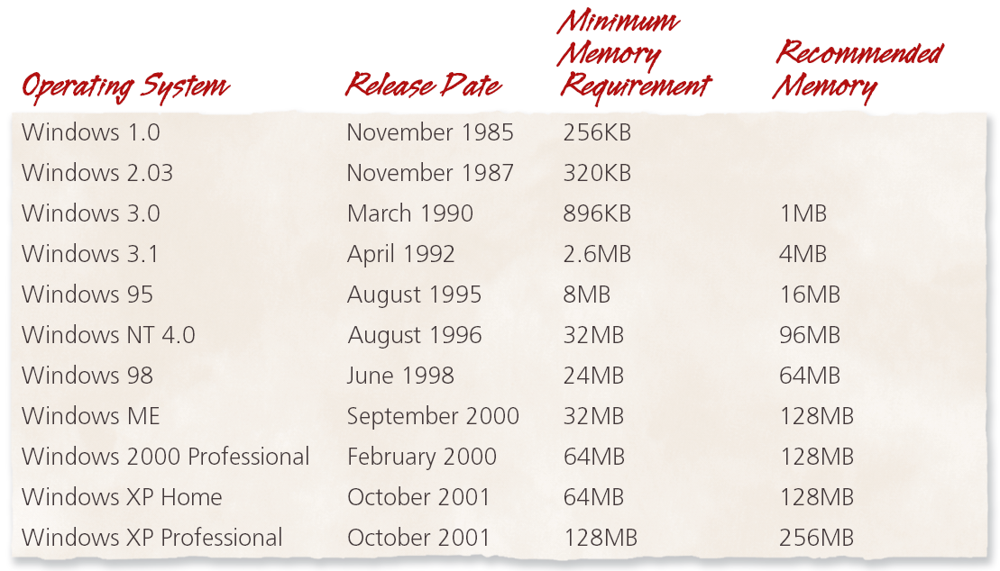 Operating System Release Date Minimum Memory Requirement Recommended Memory
Windows 1.0 November 1985 256KB
Windows 2.03 November 1987 320KB
Windows 3.0 March 1990 896KB 1MB
Windows 3.1 April 1992 2.6MB 4MB
Windows 95 August 1995 8MB 16MB
Windows NT 4.0 August 1996 32MB 96MB
Windows 98 June 1998 24MB 64MB
Windows ME September 2000 32MB 128MB
Windows 2000 Professional February 2000 64MB 128MB
Windows XP Home October 2001 64MB 128MB
Windows XP Professional October 2001 128MB 256MB